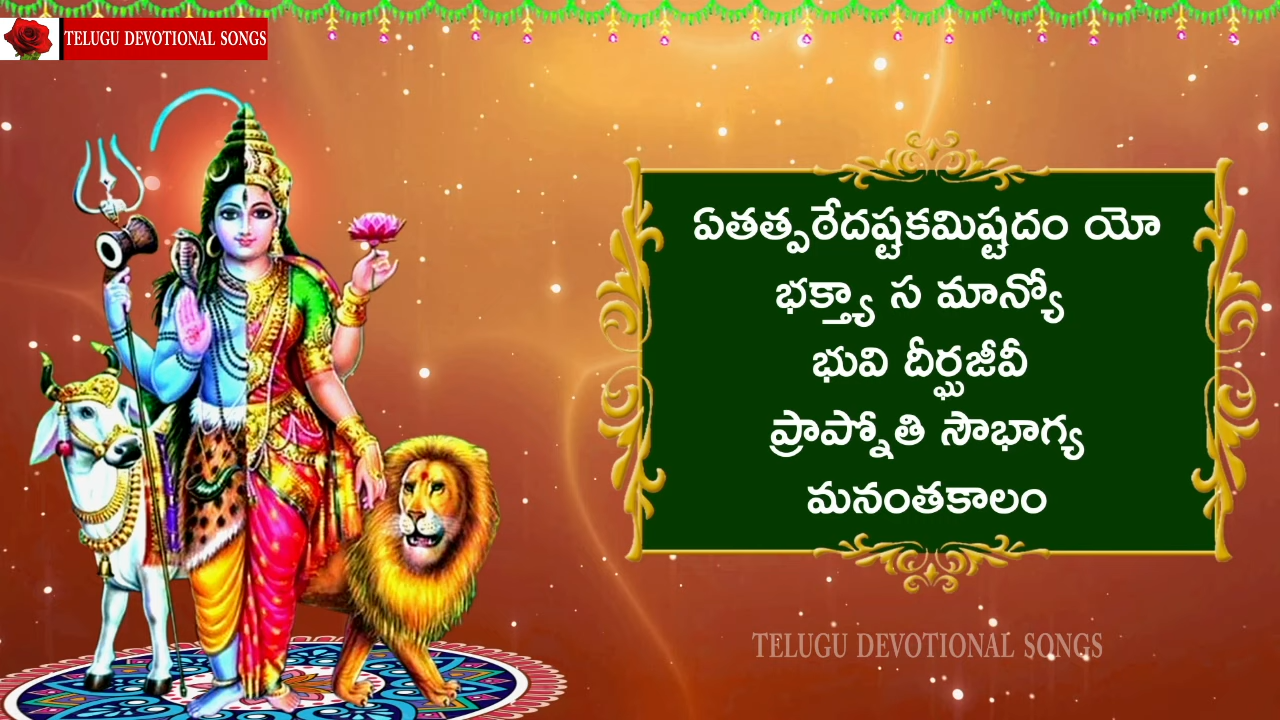 TELUGU DEVOTIONAL SONGS
ఏతత్పఠేదష్టకమిష్టదం యో
భక్త్యా స మాన్యో
భువి దీర్ఘజీవీ
ప్రాప్నోతి సౌభాగ్య
మనంతకాలం
TELUGU DEVOTIONAL SONGS